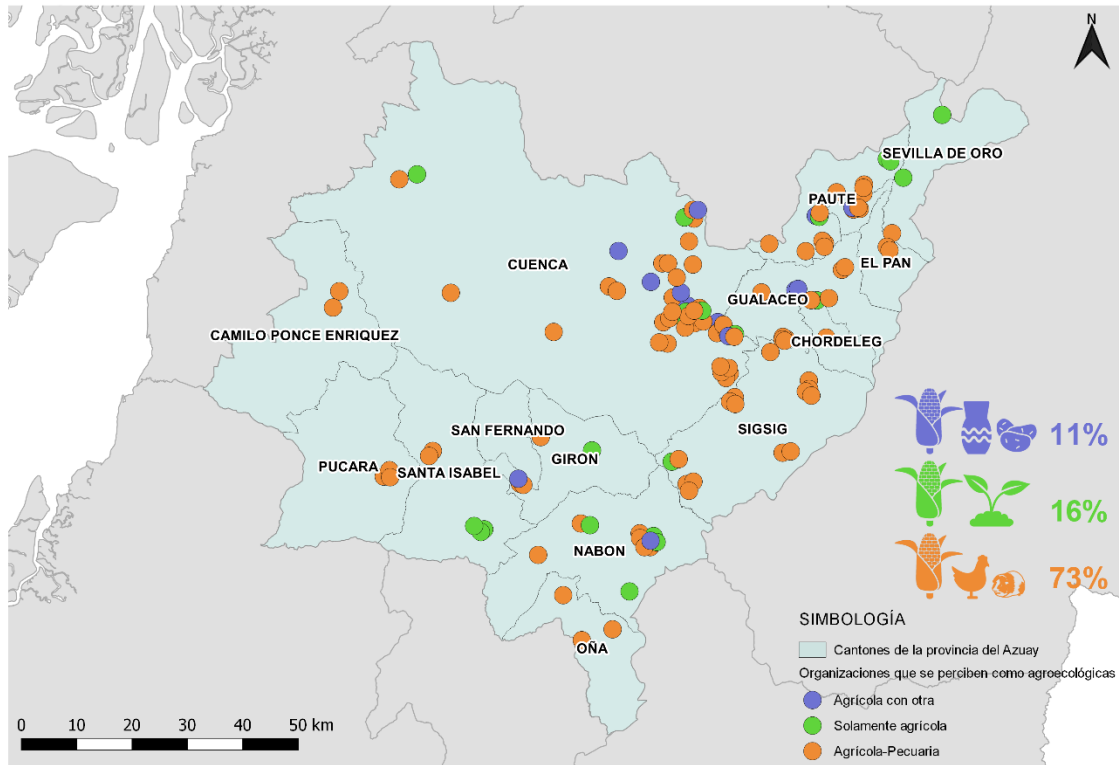 N
SEVILLA DE ORO
PAUTE
CUENCA
EL PAN
GUALACEO
CAMILO PONCE ENRIQUEZ
CHORDELEG
SAN FERNANDO
SIGSIG
GIRON
PUCARA
SANTA ISABEL
NABON
OÑA
11%
16%
73%
SIMBOLOGÍA
Cantones de la provincia del Azuay
Organizaciones que se perciben como agroecológicas
Agrícola con otra
Solamente agrícola
Agrícola-Pecuaria
0 10 20 30 40 50 km